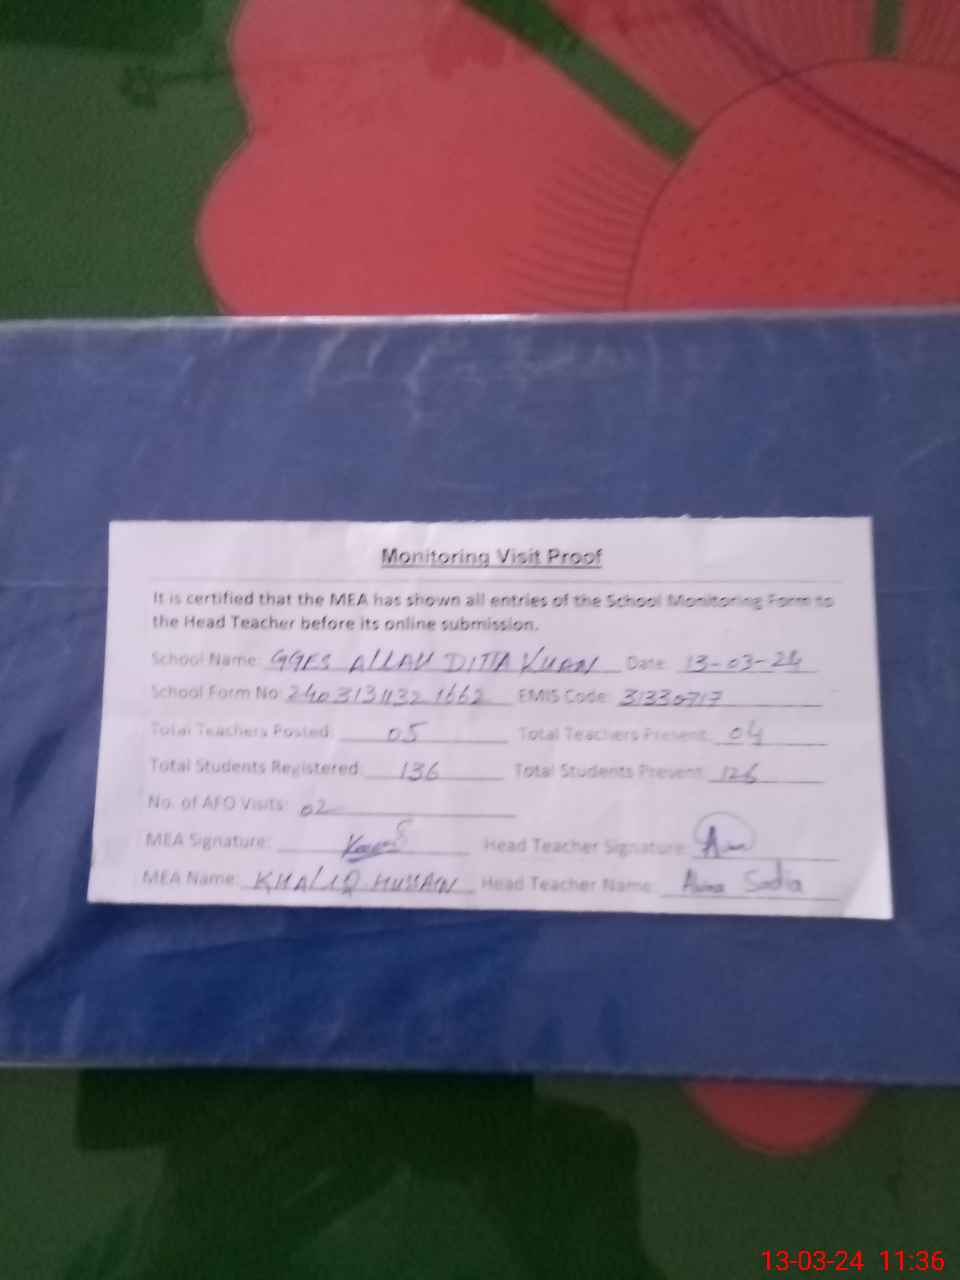 Monitoring Visit Proof
It is certified that the MEA has shown all entries of the School Monitoring Form to
the Head Teacher before its online submission.
School Name: GGES ALLAH DITTA KHAN Date: 13-03-24
School Form No: 2403131132 1662 EMIS Code: 31330717
Total Teachers Posted: 05 Total Teachers Present: 04
Total Students Registered: 136 Total Students Present: 126
No. of AFO Visits: 02
MEA Signature: Head Teacher Signature:
MEA Name: KHALIQ HUSSAIN Head Teacher Name: Sadia
13-03-24 11:36